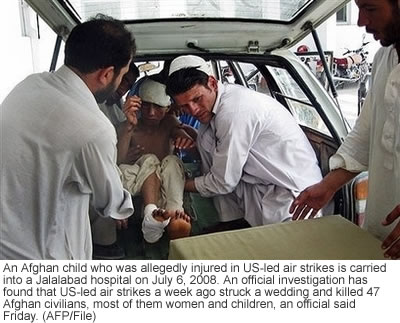 An Afghan child who was allegedly injured in US-led air strikes is carried
into a Jalalabad hospital on July 6, 2008. An official investigation has
found that US-led air strikes a week ago struck a wedding and killed 47
Afghan civilians, most of them women and children, an official said
Friday. (AFP/File)